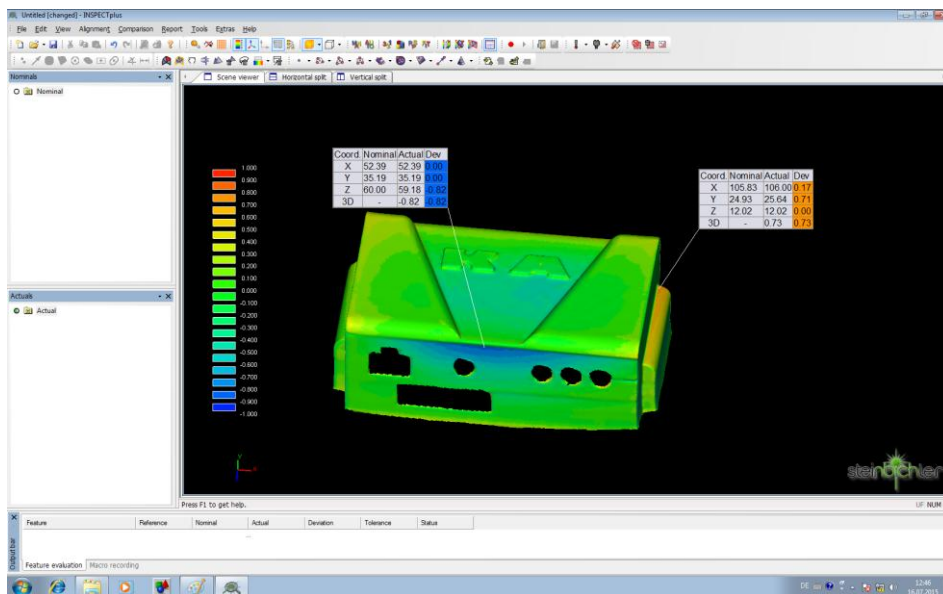 Untitled [changed] - INSPECTplus
File Edit View Alignment Comparison Report Tools Extras Help
Nominals
Scene viewer Horizontal split Vertical split
Nominal
Coord. Nominal Actual Dev
X 52.39 52.39 0.00
Y 35.19 35.19 0.00
Z 60.00 59.18 -0.82
3D - -0.82 -0.82
Coord. Nominal Actual Dev
X 105.83 106.00 0.17
Y 24.93 25.64 0.71
Z 12.02 12.02 0.00
3D - 0.73 0.73
1.000
0.900
0.800
0.700
0.600
0.500
0.400
0.300
0.200
0.100
0.000
-0.100
-0.200
-0.300
-0.400
-0.500
-0.600
-0.700
-0.800
-0.900
-1.000
Actuals
Actual
Y
X
steinbichler
Press F1 to get help.
UF NUM
Feature Reference Nominal Actual Deviation Tolerance Status
...
Output bar
Feature evaluation Macro recording
DE
12:46
16.07.2015